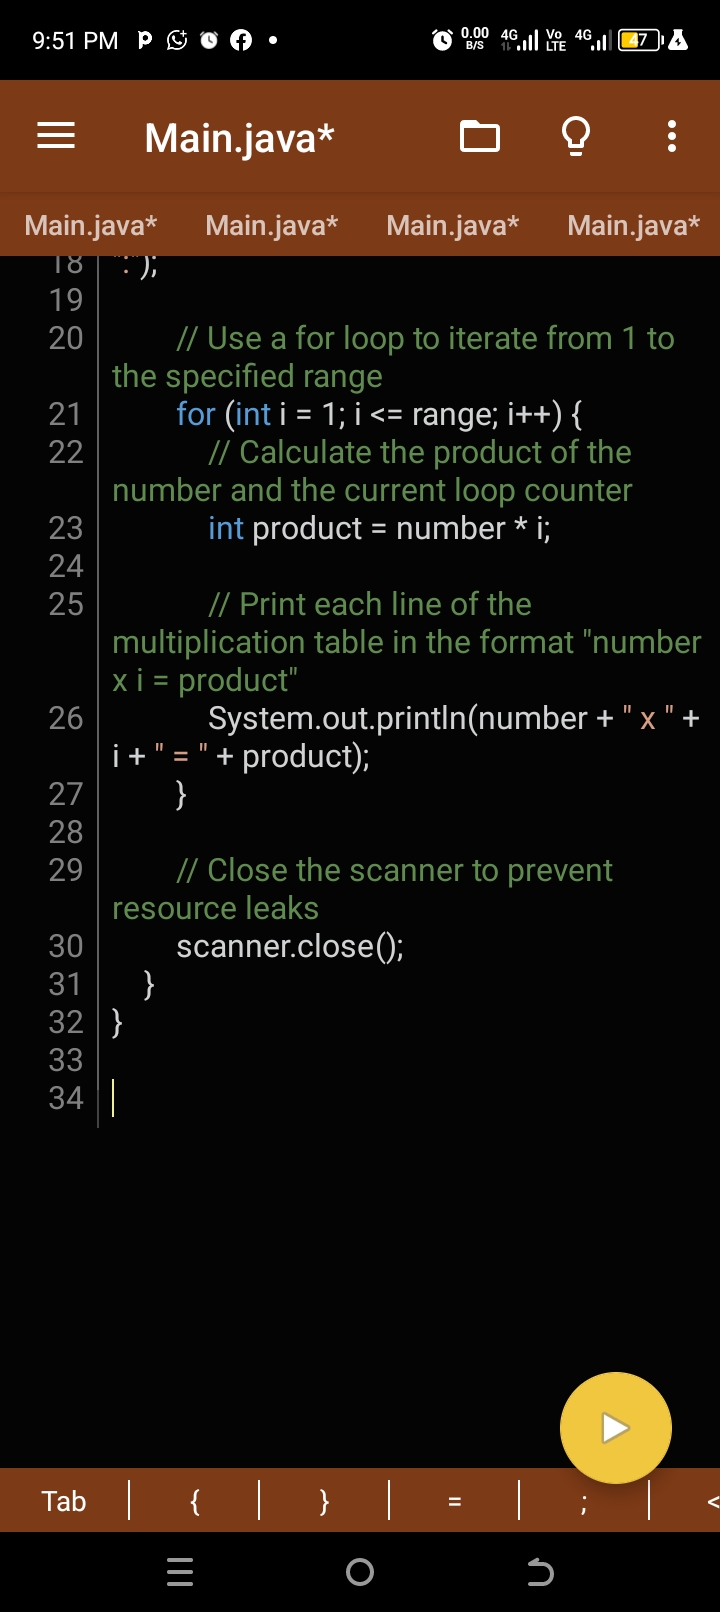 9:51 PM
0.00
B/S
4G
Vo
LTE
4G
47
Main.java*
Main.java* Main.java* Main.java* Main.java*
18 ":");
19
20 // Use a for loop to iterate from 1 to
the specified range
21 for (int i = 1; i <= range; i++) {
22 // Calculate the product of the
number and the current loop counter
23 int product = number * i;
24
25 // Print each line of the
multiplication table in the format "number
x i = product"
26 System.out.println(number + " x " +
i + " = " + product);
27 }
28
29 // Close the scanner to prevent
resource leaks
30 scanner.close();
31 }
32 }
33
34
Tab { } = ; <